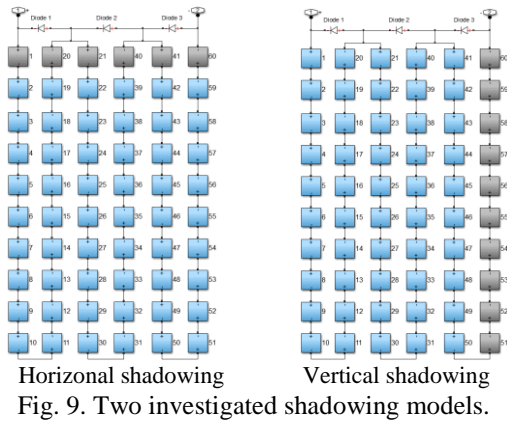 Diode 1 Diode 2 Diode 3 Diode 1 Diode 2 Diode 3
1 20 21 40 41 60 1 20 21 40 41 60
2 19 22 39 42 59 2 19 22 39 42 59
3 18 23 38 43 58 3 18 23 38 43 58
4 17 24 37 44 57 4 17 24 37 44 57
5 16 25 36 45 56 5 16 25 36 45 56
6 15 26 35 46 55 6 15 26 35 46 55
7 14 27 34 47 54 7 14 27 34 47 54
8 13 28 33 48 53 8 13 28 33 48 53
9 12 29 32 49 52 9 12 29 32 49 52
10 11 30 31 50 51 10 11 30 31 50 51
Horizonal shadowing Vertical shadowing
Fig. 9. Two investigated shadowing models.